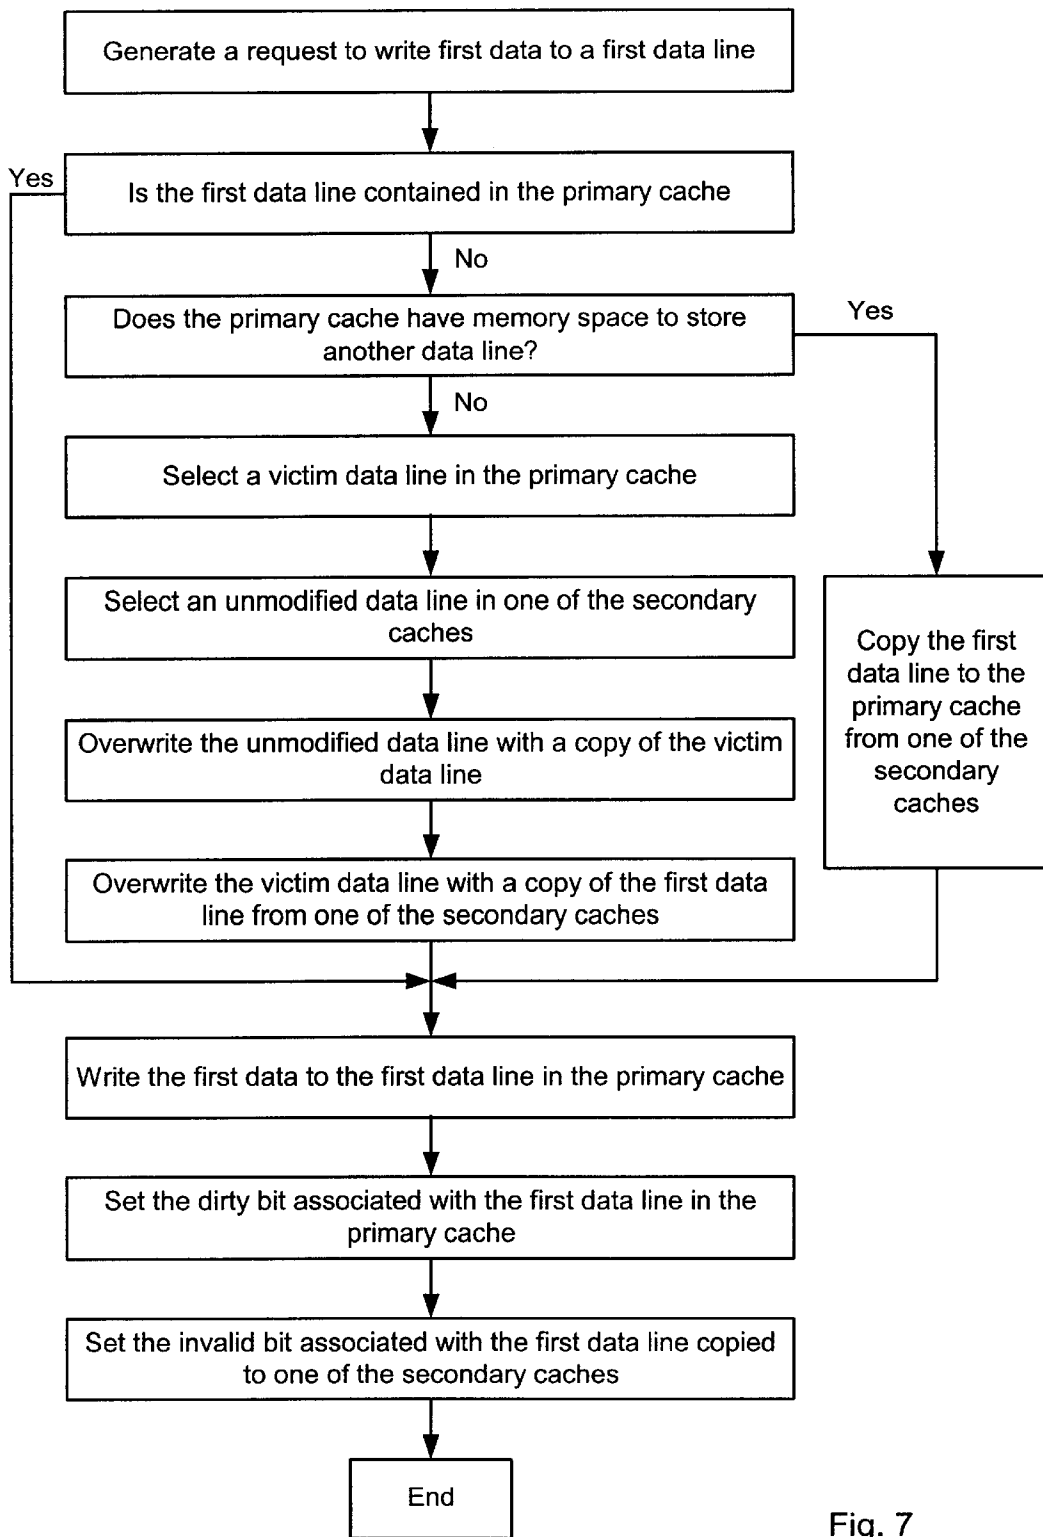 Generate a request to write first data to a first data line
Yes
Is the first data line contained in the primary cache
No
Does the primary cache have memory space to store
another data line?
Yes
No
Select a victim data line in the primary cache
Select an unmodified data line in one of the secondary
caches
Copy the first
data line to the
primary cache
from one of the
secondary
caches
Overwrite the unmodified data line with a copy of the victim
data line
Overwrite the victim data line with a copy of the first data
line from one of the secondary caches
Write the first data to the first data line in the primary cache
Set the dirty bit associated with the first data line in the
primary cache
Set the invalid bit associated with the first data line copied
to one of the secondary caches
End
Fig. 7